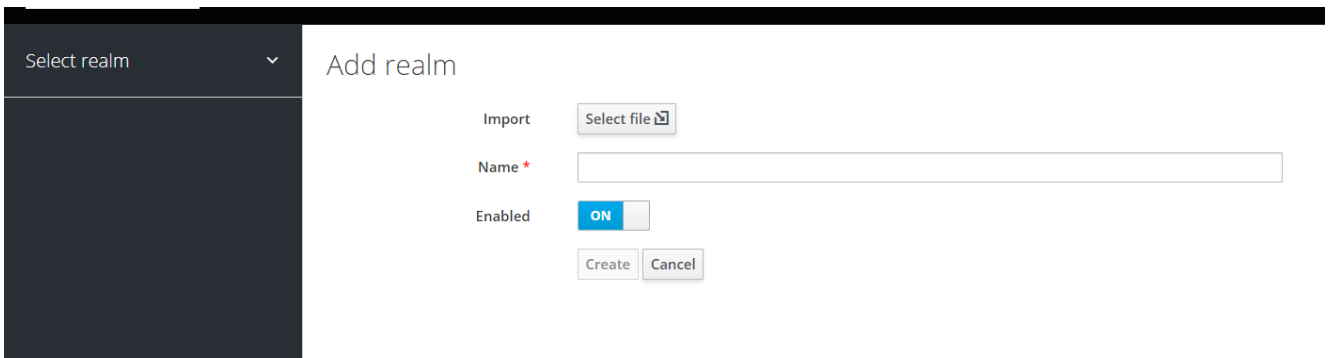 Select realm
Add realm
Import Select file
Name *
Enabled ON
Create Cancel